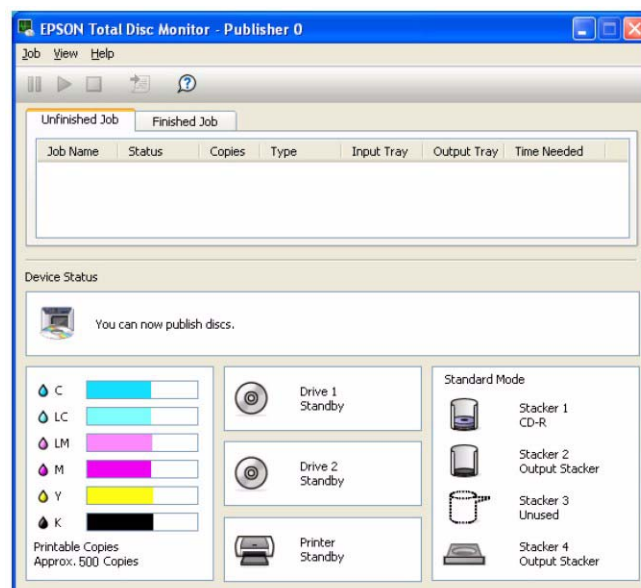 EPSON Total Disc Monitor - Publisher 0
Job View Help
Unfinished Job Finished Job
Job Name Status Copies Type Input Tray Output Tray Time Needed
Device Status
You can now publish discs.
C
LC
LM
M
Y
K
Printable Copies
Approx. 500 Copies
Drive 1
Standby
Drive 2
Standby
Printer
Standby
Standard Mode
Stacker 1
CD-R
Stacker 2
Output Stacker
Stacker 3
Unused
Stacker 4
Output Stacker